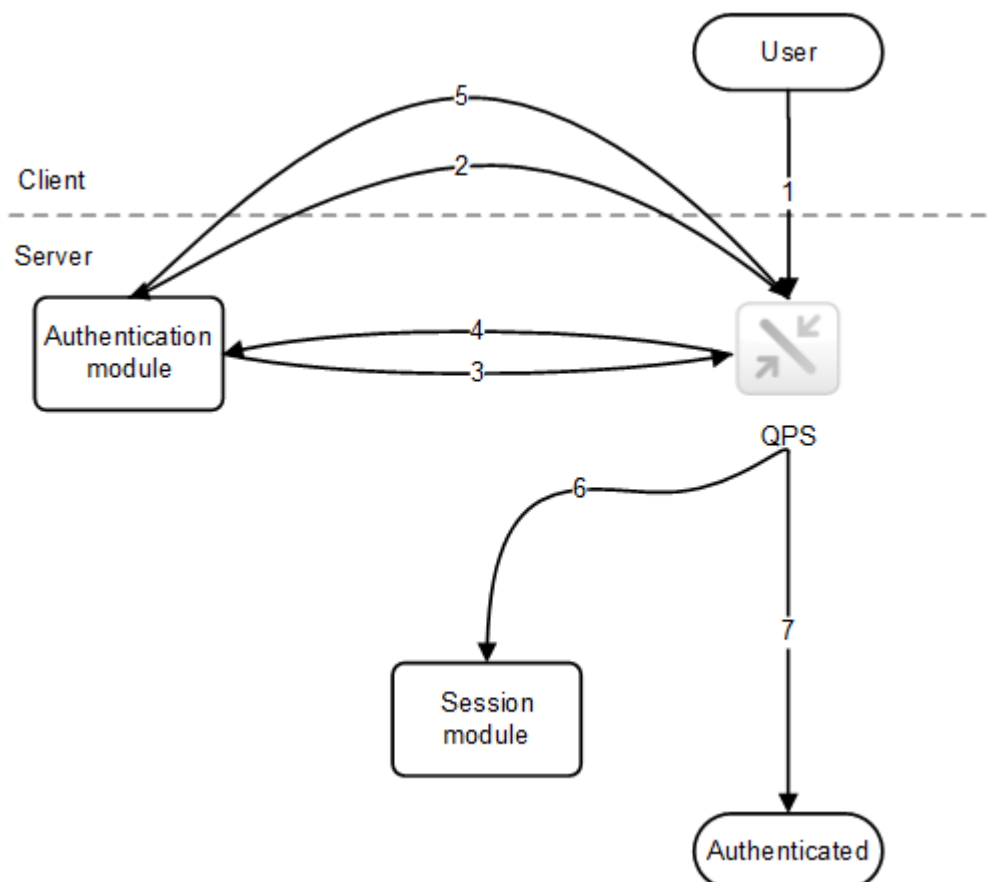 User
5
2
Client
1
Server
Authentication
module
4
3
QPS
6
7
Session
module
Authenticated